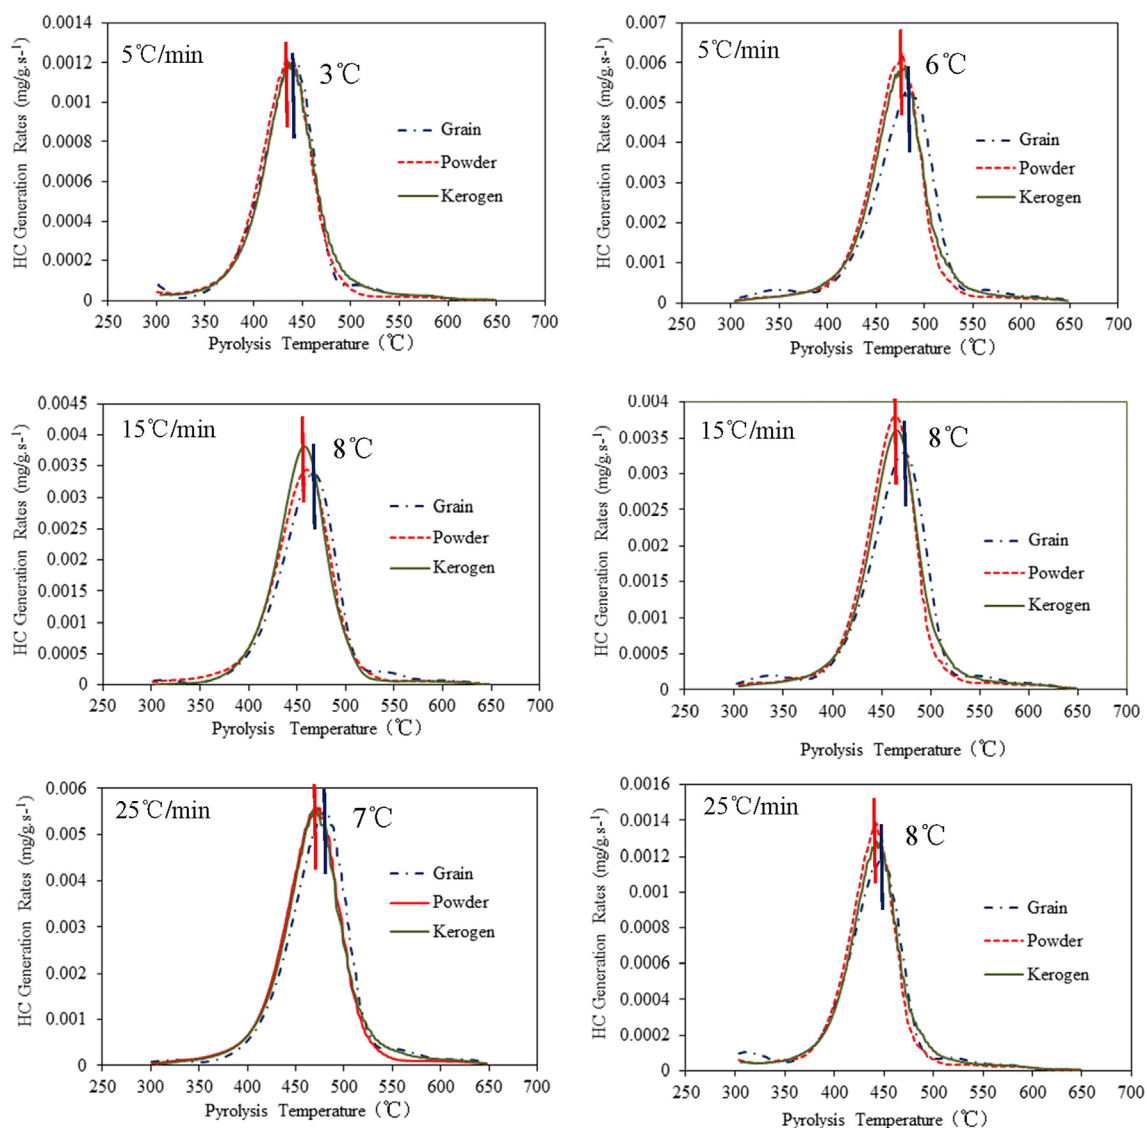 0.0014
0.0012
0.001
0.0008
0.0006
0.0004
0.0002
0
HC Generation Rates (mg/g.s-1)
5℃/min
3℃
Grain
Powder
Kerogen
250 300 350 400 450 500 550 600 650 700
Pyrolysis Temperature (℃)
0.007
0.006
0.005
0.004
0.003
0.002
0.001
0
HC Generation Rates (mg/g.s-1)
5℃/min
6℃
Grain
Powder
Kerogen
250 300 350 400 450 500 550 600 650 700
Pyrolysis Temperature (℃)
0.0045
0.004
0.0035
0.003
0.0025
0.002
0.0015
0.001
0.0005
0
HC Generation Rates (mg/g.s-1)
15℃/min
8℃
Grain
Powder
Kerogen
250 300 350 400 450 500 550 600 650 700
Pyrolysis Temperature (℃)
0.004
0.0035
0.003
0.0025
0.002
0.0015
0.001
0.0005
0
HC Generation Rates (mg/g.s-1)
15℃/min
8℃
Grain
Powder
Kerogen
250 300 350 400 450 500 550 600 650 700
Pyrolysis Temperature (℃)
0.006
0.005
0.004
0.003
0.002
0.001
0
HC Generation Rates (mg/g.s-1)
25℃/min
7℃
Grain
Powder
Kerogen
250 300 350 400 450 500 550 600 650 700
Pyrolysis Temperature (℃)
0.0016
0.0014
0.0012
0.001
0.0008
0.0006
0.0004
0.0002
0
HC Generation Rates (mg/g.s-1)
25℃/min
8℃
Grain
Powder
Kerogen
250 300 350 400 450 500 550 600 650 700
Pyrolysis Temperature (℃)